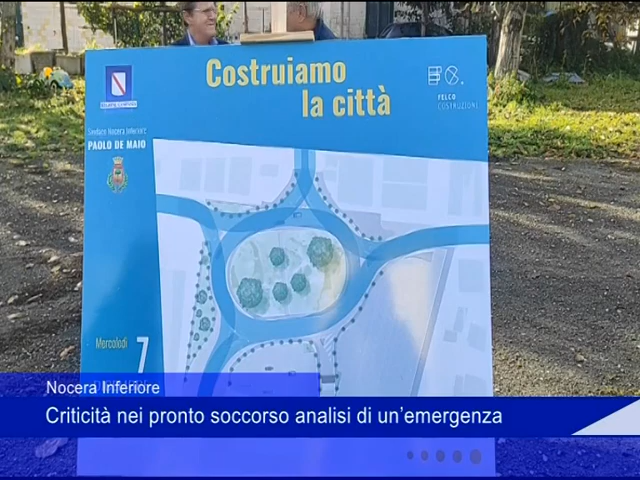 Costruiamo
la città
FELCO
COSTRUZIONI
Sindaco Nocera Inferiore
PAOLO DE MAIO
Mercoledì
7
Nocera Inferiore
Criticità nei pronto soccorso analisi di un'emergenza